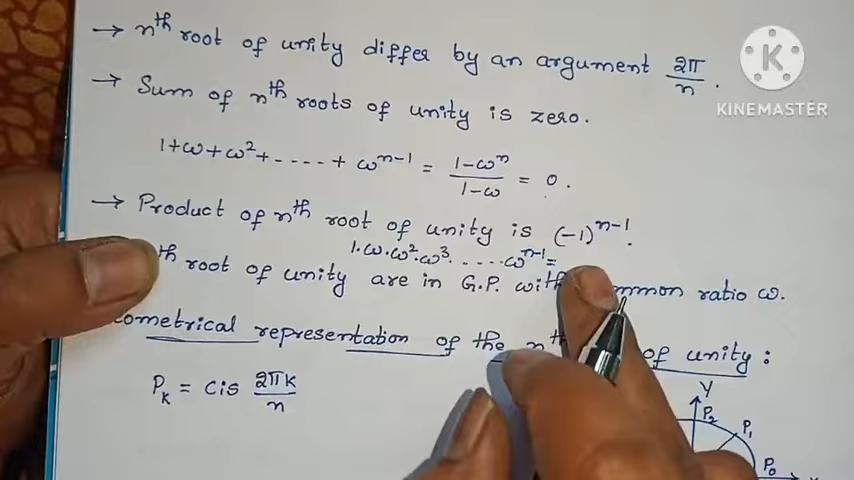 → nᵗʰ root of unity differ by an argument 2π/n.
→ Sum of nᵗʰ roots of unity is zero.
1+ω+ω²+-----+ ωⁿ⁻¹ = (1-ωⁿ)/(1-ω) = 0.
→ Product of nᵗʰ root of unity is (-1)ⁿ⁻¹.
1.ω.ω².ω³.-----ωⁿ⁻¹=
ᵗʰ root of unity are in G.P. with mmon ratio ω.
ometrical representation of the nᵗʰ of unity:
Pₖ = Cis 2πk/n
Y
P₂
P₁
P₀
K
KINEMASTER